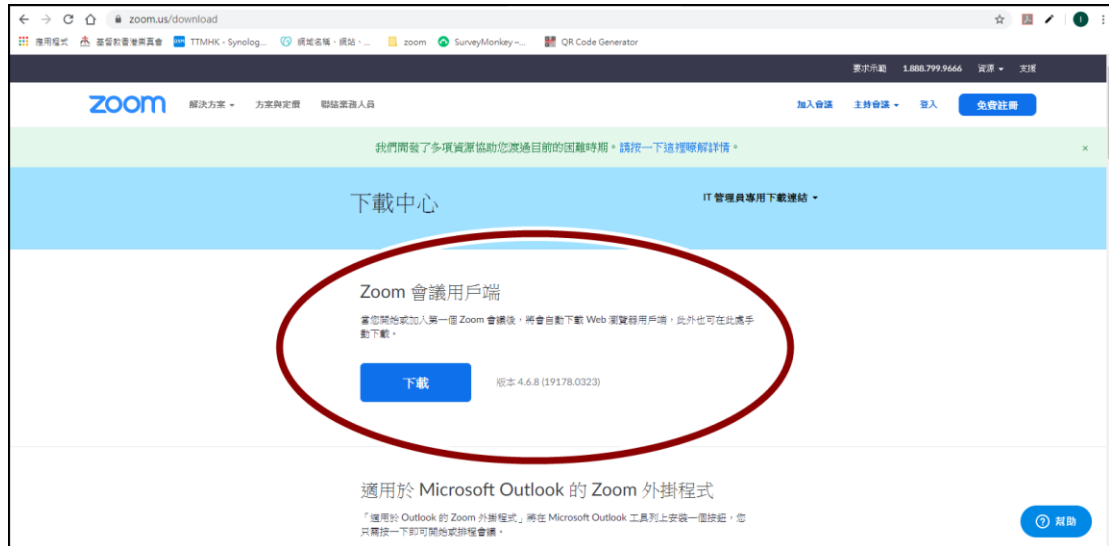 zoom.us/download
應用程式 基督教香港崇真會 TTMHK - Synolog... 網域名稱、網站、... zoom SurveyMonkey –... QR Code Generator
要求示範 1.888.799.9666 資源 支援
zoom 解決方案 方案與定價 聯絡業務人員 加入會議 主持會議 登入 免費註冊
我們開發了多項資源協助您渡過目前的困難時期。請按一下這裡瞭解詳情。 ×
下載中心 IT 管理員專用下載連結
Zoom 會議用戶端
當您開始或加入第一個 Zoom 會議後,將會自動下載 Web 瀏覽器用戶端,此外也可在此處手
動下載。
下載 版本 4.6.8 (19178.0323)
適用於 Microsoft Outlook 的 Zoom 外掛程式
「適用於 Outlook 的 Zoom 外掛程式」將在 Microsoft Outlook 工具列上安裝一個按鈕,您
只需按一下即可開始或排程會議。
幫助